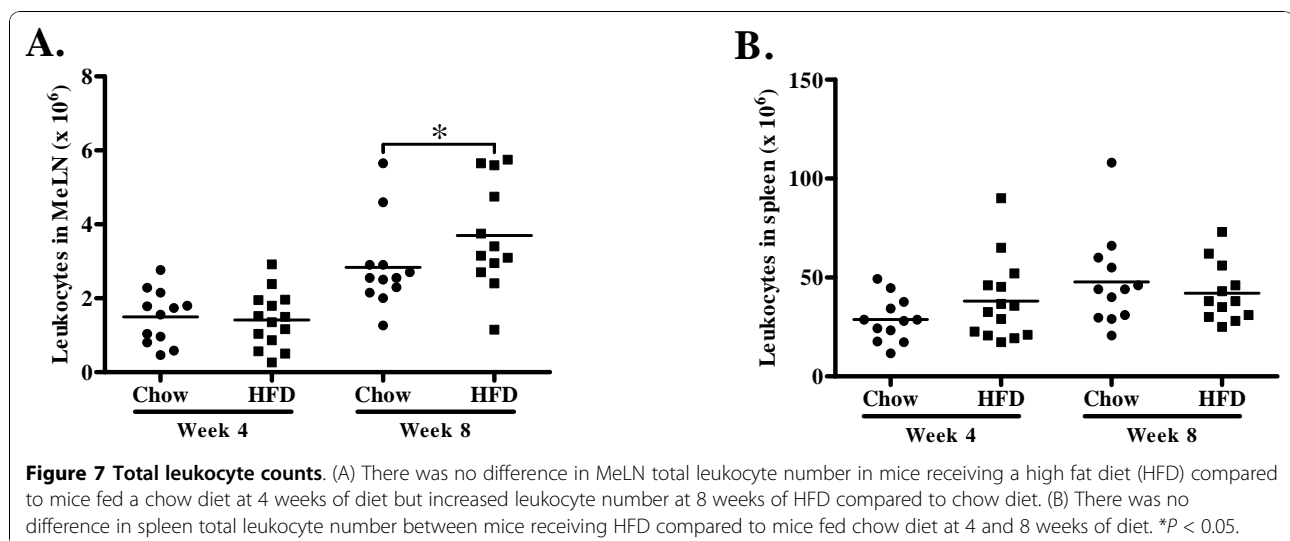 A.
Leukocytes in MeLN (x 10⁶)
8
6
4
2
0
*
Chow HFD Chow HFD
Week 4 Week 8
B.
Leukocytes in spleen (x 10⁶)
150
100
50
0
Chow HFD Chow HFD
Week 4 Week 8
Figure 7 Total leukocyte counts. (A) There was no difference in MeLN total leukocyte number in mice receiving a high fat diet (HFD) compared
to mice fed a chow diet at 4 weeks of diet but increased leukocyte number at 8 weeks of HFD compared to chow diet. (B) There was no
difference in spleen total leukocyte number between mice receiving HFD compared to mice fed chow diet at 4 and 8 weeks of diet. *P < 0.05.